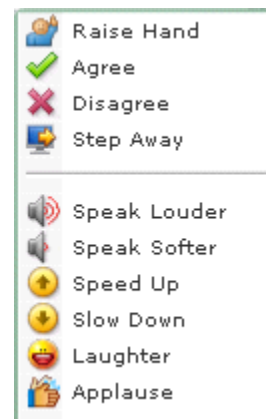 Raise Hand
Agree
Disagree
Step Away
Speak Louder
Speak Softer
Speed Up
Slow Down
Laughter
Applause